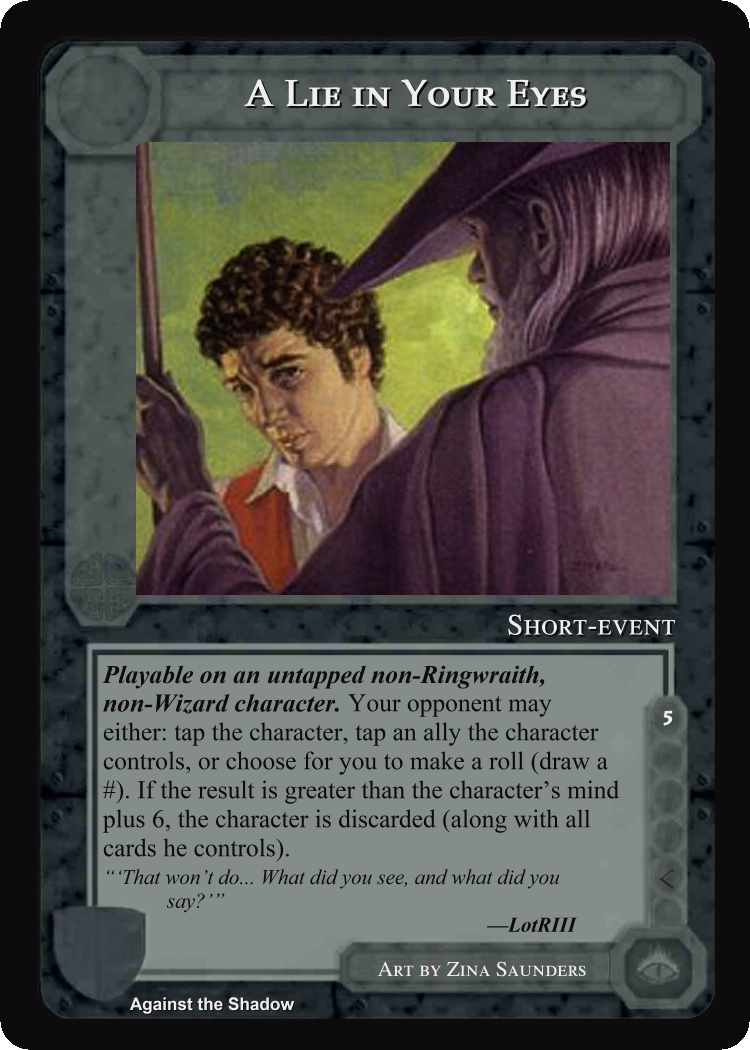 A Lie in Your Eyes
Short-event
Playable on an untapped non-Ringwraith,
non-Wizard character. Your opponent may
either: tap the character, tap an ally the character
controls, or choose for you to make a roll (draw a
#). If the result is greater than the character’s mind
plus 6, the character is discarded (along with all
cards he controls).
5
“‘That won’t do... What did you see, and what did you
say?’”
—LotRIII
Art by Zina Saunders
Against the Shadow